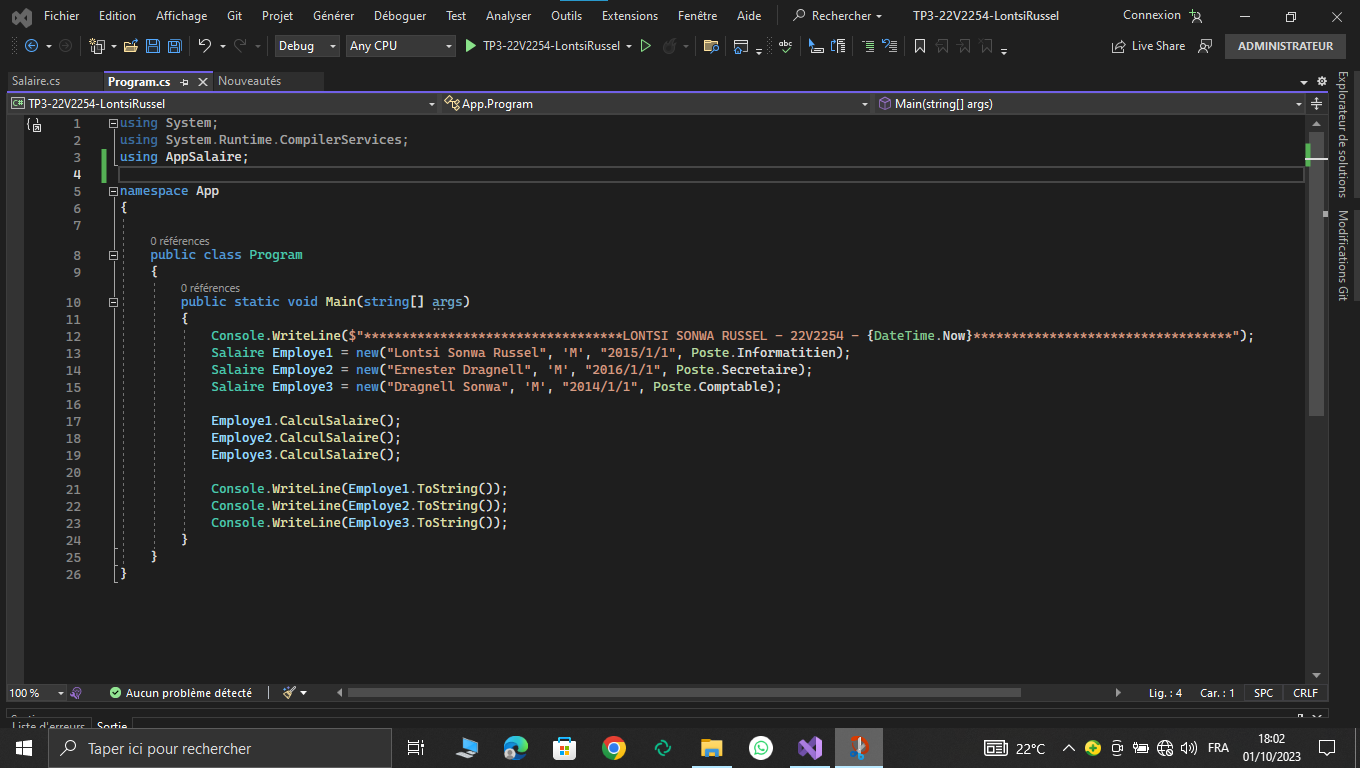 Fichier Edition Affichage Git Projet Générer Déboguer Test Analyser Outils Extensions Fenêtre Aide Rechercher TP3-22V2254-LontsiRussel Connexion
Debug Any CPU TP3-22V2254-LontsiRussel Live Share ADMINISTRATEUR
Salaire.cs Program.cs Nouveautés
C# TP3-22V2254-LontsiRussel App.Program Main(string[] args)
Explorateur de solutions
Modifications Git
1 using System;
2 using System.Runtime.CompilerServices;
3 using AppSalaire;
4
5 namespace App
6 {
7
0 références
8 public class Program
9 {
0 références
10 public static void Main(string[] args)
11 {
12 Console.WriteLine($"**********************************LONTSI SONWA RUSSEL - 22V2254 - {DateTime.Now}**********************************");
13 Salaire Employe1 = new("Lontsi Sonwa Russel", 'M', "2015/1/1", Poste.Informatitien);
14 Salaire Employe2 = new("Ernester Dragnell", 'M', "2016/1/1", Poste.Secretaire);
15 Salaire Employe3 = new("Dragnell Sonwa", 'M', "2014/1/1", Poste.Comptable);
16
17 Employe1.CalculSalaire();
18 Employe2.CalculSalaire();
19 Employe3.CalculSalaire();
20
21 Console.WriteLine(Employe1.ToString());
22 Console.WriteLine(Employe2.ToString());
23 Console.WriteLine(Employe3.ToString());
24 }
25 }
26 }
100 % Aucun problème détecté Lig. : 4 Car. : 1 SPC CRLF
Liste d'erreurs Sortie
Taper ici pour rechercher 22°C FRA 18:02
01/10/2023